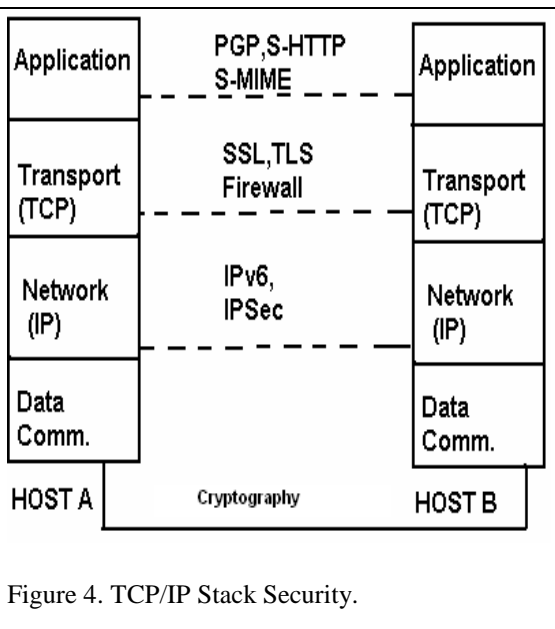 Application
PGP,S-HTTP
S-MIME
Application
Transport
(TCP)
SSL,TLS
Firewall
Transport
(TCP)
Network
(IP)
IPv6,
IPSec
Network
(IP)
Data
Comm.
Data
Comm.
HOST A
Cryptography
HOST B
Figure 4. TCP/IP Stack Security.